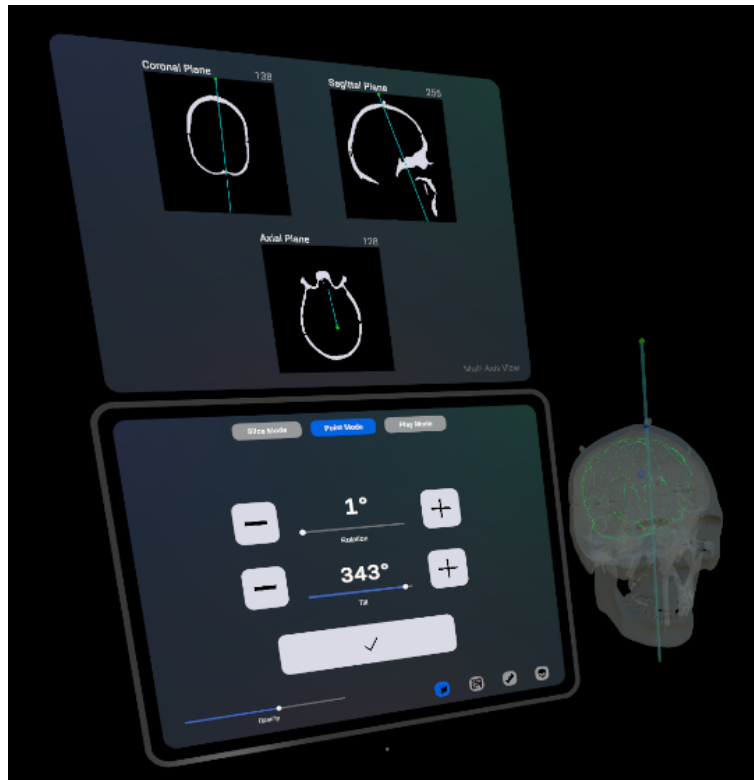 Coronal Plane 138
Sagittal Plane 255
Axial Plane 128
Multi-Axis View
Slice Mode
Point Mode
Play Mode
1°
Rotation
343°
Tilt
Opacity